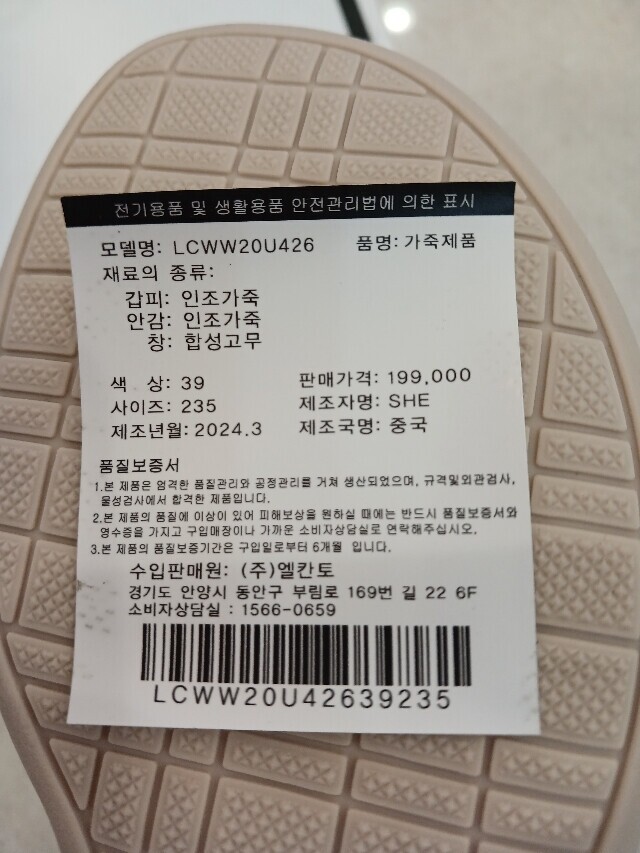 전기용품 및 생활용품 안전관리법에 의한 표시
모델명: LCWW20U426 품명: 가죽제품
재료의 종류:
갑피: 인조가죽
안감: 인조가죽
창: 합성고무
색 상: 39 판매가격: 199,000
사이즈: 235 제조자명: SHE
제조년월: 2024.3 제조국명: 중국
품질보증서
1.본 제품은 엄격한 품질관리와 공정관리를 거쳐 생산되었으며, 규격및외관검사,
물성검사에서 합격한 제품입니다.
2.본 제품의 품질에 이상이 있어 피해보상을 원하실 때에는 반드시 품질보증서와
영수증을 가지고 구입매장이나 가까운 소비자상담실로 연락해주십시오.
3.본 제품의 품질보증기간은 구입일로부터 6개월 입니다.
수입판매원: (주)엘칸토
경기도 안양시 동안구 부림로 169번 길 22 6F
소비자상담실 : 1566-0659
LCWW20U42639235